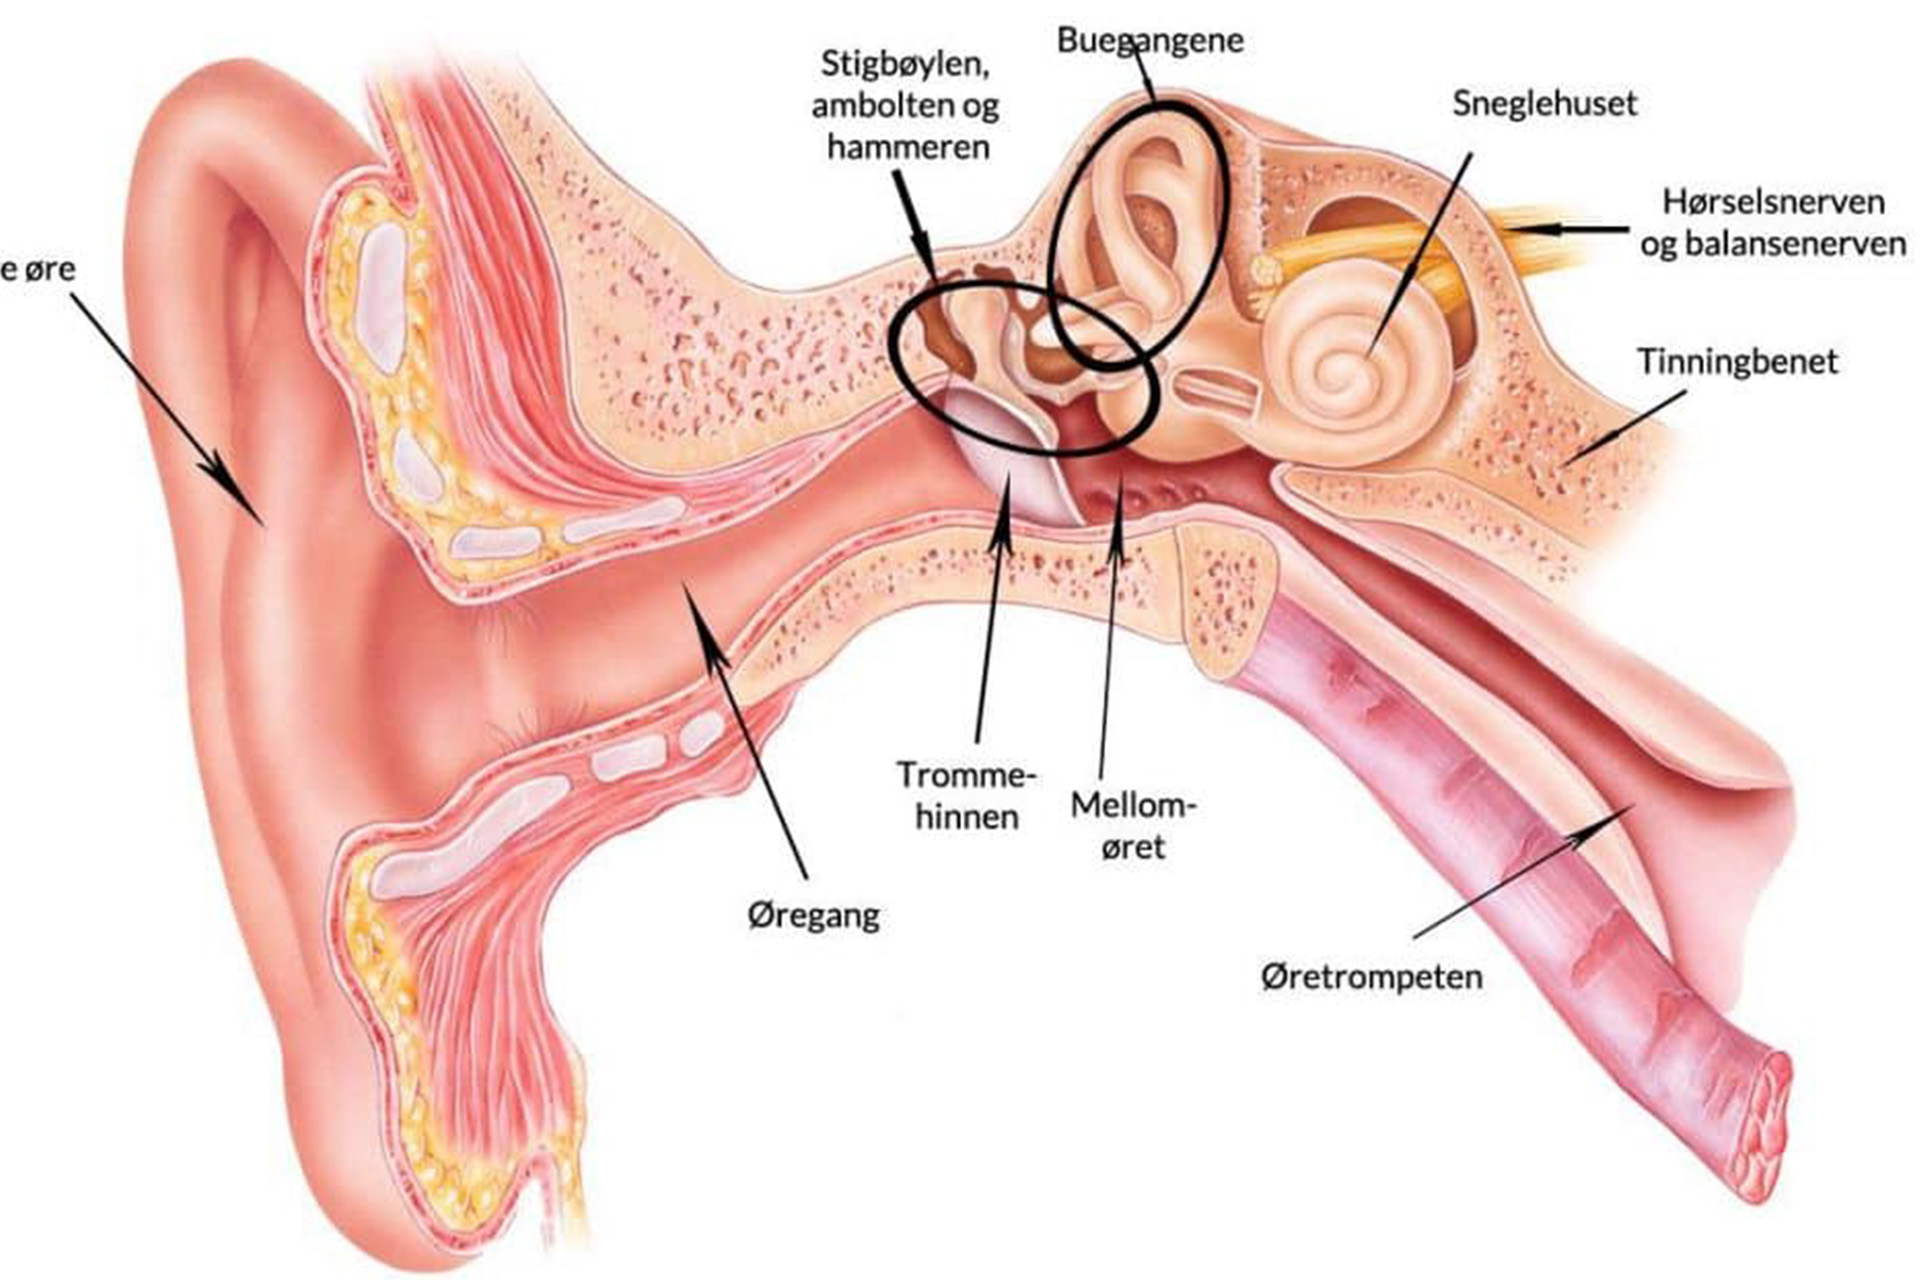 Buegangene
Stigbøylen,
ambolten og
hammeren
Sneglehuset
Hørselsnerven
og balansenerven
e øre
Tinningbenet
Tromme-
hinnen
Mellom-
øret
Øregang
Øretrompeten